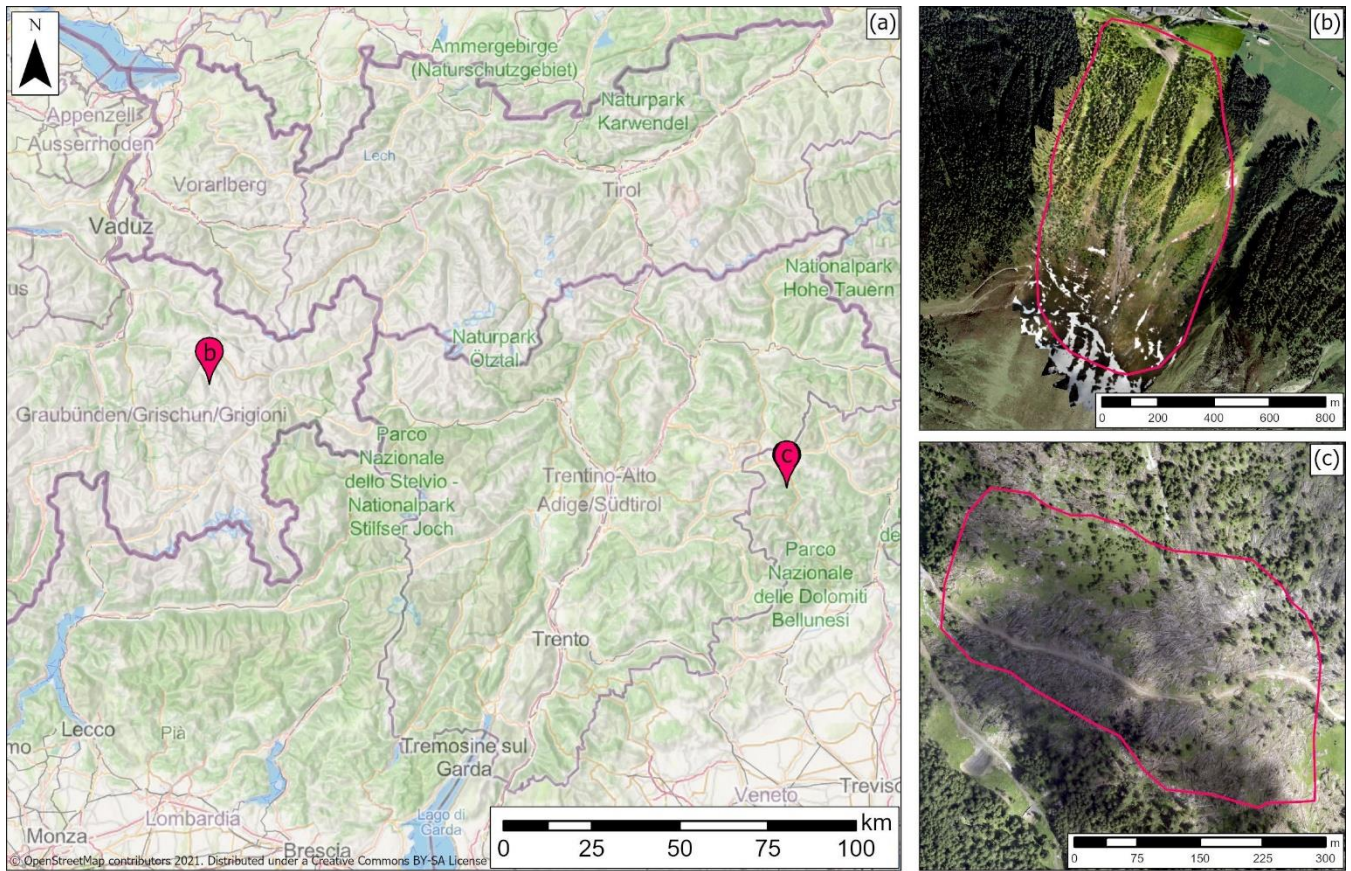 N
(a)
Ammergebirge
(Naturschutzgebiet)
Naturpark
Karwendel
Appenzell
Ausserrhoden
Lech
Vorarlberg
Tirol
Vaduz
Nationalpark
Hohe Tauern
us
Naturpark
Ötztal
b
Graubünden/Grischun/Grigioni
Parco
Nazionale
dello Stelvio -
Nationalpark
Stilfser Joch
c
Trentino-Alto
Adige/Südtirol
Parco
Nazionale
delle Dolomiti
Bellunesi
de
de
Trento
Lecco
Pià
mo
Tremosine sul
Garda
Treviso
Veneto
Lombardia
Lago di
Garda
Monza
Brescia
km
0 25 50 75 100
© OpenStreetMap contributors 2021. Distributed under a Creative Commons BY-SA License
(b)
m
0 200 400 600 800
(c)
m
0 75 150 225 300